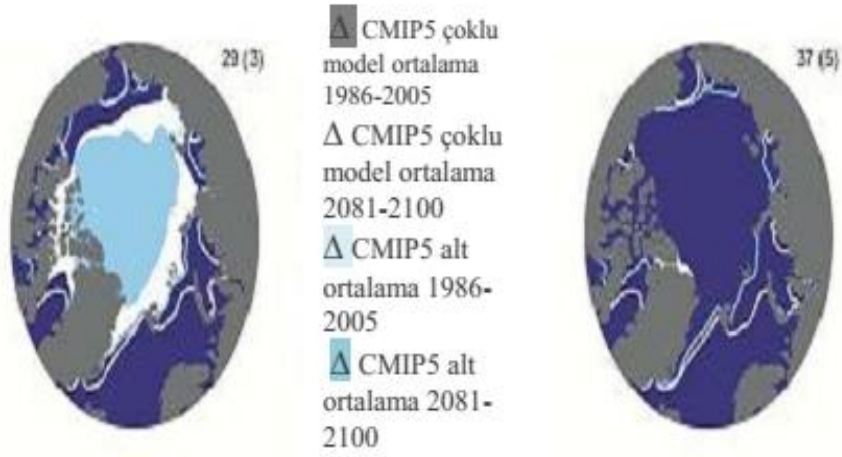 29 (3)
Δ CMIP5 çoklu
model ortalama
1986-2005
Δ CMIP5 çoklu
model ortalama
2081-2100
Δ CMIP5 alt
ortalama 1986-
2005
Δ CMIP5 alt
ortalama 2081-
2100
37 (5)